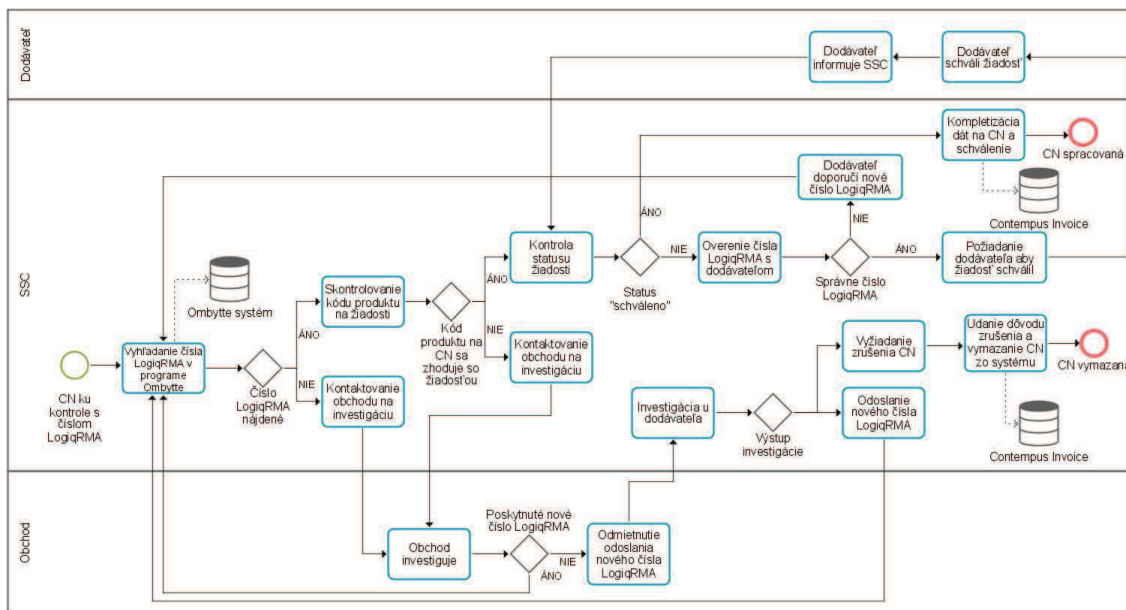 Dodávateľ
Dodávateľ
informuje SSC
Dodávateľ
schváli žiadosť
SSC
Kompletizácia
dát na CN a
schválenie
CN spracovaná
Contempus Invoice
Dodávateľ
doporučí nové
číslo LogiqRMA
ÁNO
NIE
Kontrola
statusu
žiadosti
Status
"schváleno"
NIE
Overenie čísla
LogiqRMA s
dodávateľom
Správne číslo
LogiqRMA
ÁNO
Požiadanie
dodávateľa aby
žiadosť schválil
Ombytte systém
Skontrolovanie
kódu produktu
na žiadosti
ÁNO
NIE
Kód
produktu na
CN sa
zhoduje so
žiadosťou
Kontaktovanie
obchodu na
investigáciu
CN ku
kontrole s
číslom
LogiqRMA
Vyhľadanie čísla
LogiqRMA v
programe
Ombytte
Číslo
LogiqRMA
nájdené
ÁNO
NIE
Kontaktovanie
obchodu na
investigáciu
Investigácia u
dodávateľa
Výstup
investigácie
Vyžiadanie
zrušenia CN
Udanie dôvodu
zrušenia a
vymazanie CN
zo systému
CN vymazaná
Odoslanie
nového čísla
LogiqRMA
Contempus Invoice
Obchod
Obchod
investiguje
Poskytnuté nové
číslo LogiqRMA
NIE
ÁNO
Odmietnutie
odoslania
nového čísla
LogiqRMA